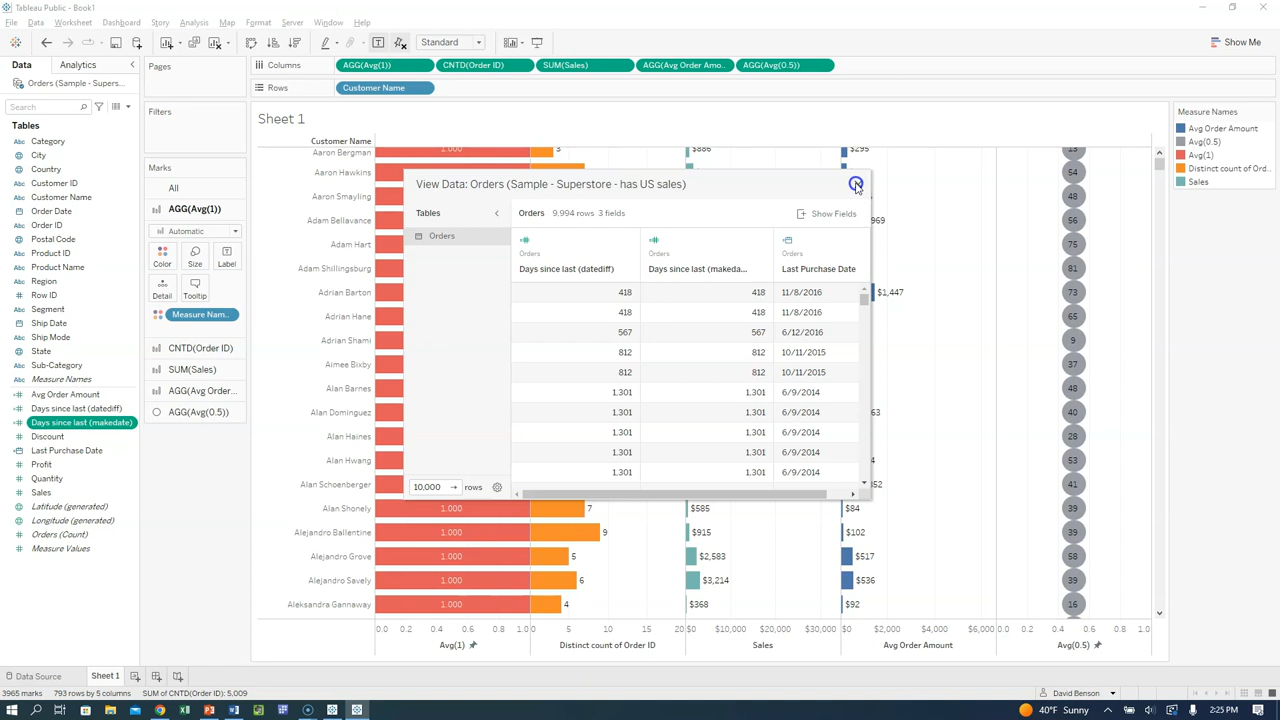 Tableau Public - Book1
File Data Worksheet Dashboard Story Analysis Map Format Server Window Help
Standard
Show Me
Data Analytics
Orders (Sample - Supers...
Search
Tables
Category
City
Country
Customer ID
Customer Name
Order Date
Order ID
Postal Code
Product ID
Product Name
Region
Row ID
Segment
Ship Date
Ship Mode
State
Sub-Category
Measure Names
Avg Order Amount
Days since last (datediff)
Days since last (makedate)
Discount
Last Purchase Date
Profit
Quantity
Sales
Latitude (generated)
Longitude (generated)
Orders (Count)
Measure Values
Pages
Filters
Marks
All
AGG(Avg(1))
Automatic
Color Size Label
Detail Tooltip
Measure Nam..
CNTD(Order ID)
SUM(Sales)
AGG(Avg Order...
AGG(Avg(0.5))
Columns AGG(Avg(1)) CNTD(Order ID) SUM(Sales) AGG(Avg Order Amo.. AGG(Avg(0.5))
Rows Customer Name
Sheet 1
Customer Name
Aaron Bergman 1.000 3 $886 $295 13
Aaron Hawkins 54
Aaron Smayling 48
Adam Bellavance 969 56
Adam Hart 75
Adam Shillingsburg 81
Adrian Barton $1,447 73
Adrian Hane 65
Adrian Shami 9
Aimee Bixby 37
Alan Barnes 48
Alan Dominguez 63 40
Alan Haines 28
Alan Hwang 4 53
Alan Schoenberger 352 41
Alan Shonely 1.000 7 $585 $84 39
Alejandro Ballentine 1.000 9 $915 $102 39
Alejandro Grove 1.000 5 $2,583 $517 58
Alejandro Savely 1.000 6 $3,214 $536 39
Aleksandra Gannaway 1.000 4 $368 $92 16
0.0 0.2 0.4 0.6 0.8 1.0 0 5 10 15 20 $0 $10,000 $20,000 $30,000 $0 $2,000 $4,000 $6,000 0.0 0.2 0.4 0.6 0.8 1.0
Avg(1) Distinct count of Order ID Sales Avg Order Amount Avg(0.5)
View Data: Orders (Sample - Superstore - has US sales)
Tables
Orders
Orders 9.994 rows 3 fields
Show Fields
Orders Orders Orders
Days since last (datediff) Days since last (makeda... Last Purchase Date
418 418 11/8/2016
418 418 11/8/2016
567 567 6/12/2016
812 812 10/11/2015
812 812 10/11/2015
1,301 1,301 6/9/2014
1,301 1,301 6/9/2014
1,301 1,301 6/9/2014
1,301 1,301 6/9/2014
1,301 1,301 6/9/2014
10,000 → rows
Measure Names
Avg Order Amount
Avg(0.5)
Avg(1)
Distinct count of Ord...
Sales
Data Source Sheet 1
3965 marks 793 rows by 5 columns SUM of CNTD(Order ID): 5,009
David Benson
40°F Sunny
2:25 PM